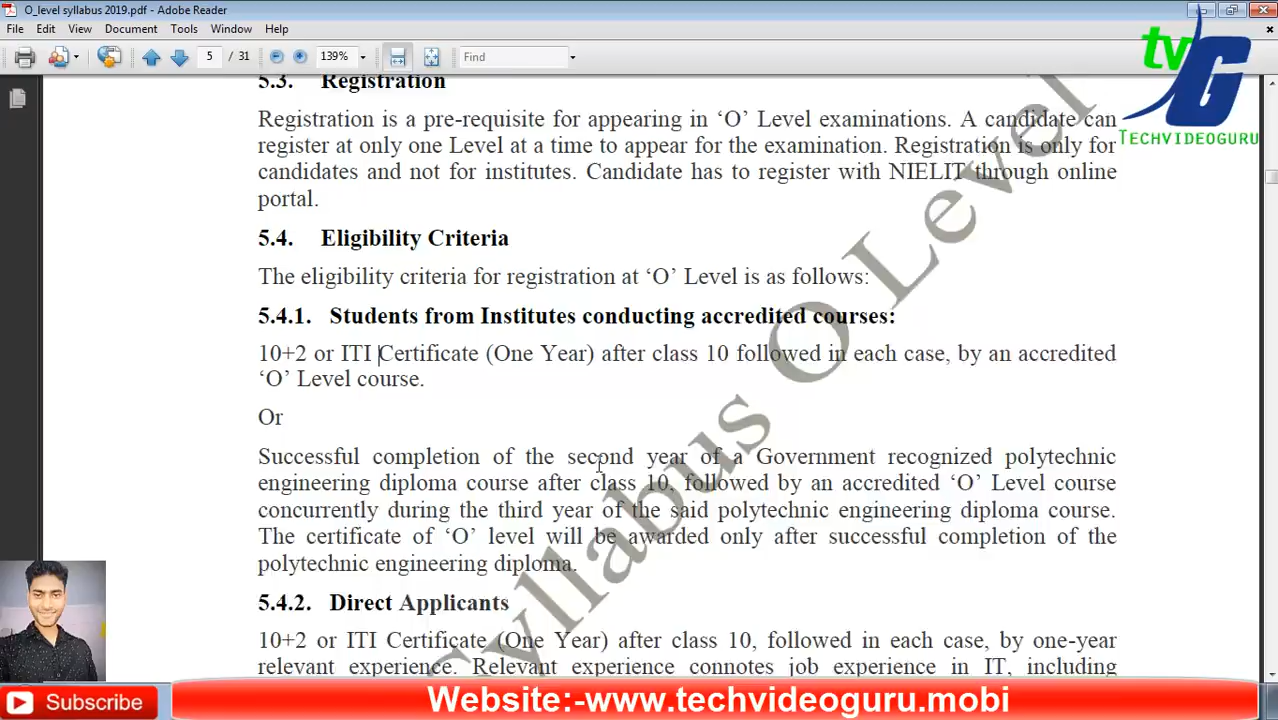 O_level syllabus 2019.pdf - Adobe Reader
File Edit View Document Tools Window Help
5 / 31 139% Find
tv
G
TECHVIDEOGURU
5.3. Registration
Registration is a pre-requisite for appearing in ‘O’ Level examinations. A candidate can
register at only one Level at a time to appear for the examination. Registration is only for
candidates and not for institutes. Candidate has to register with NIELIT through online
portal.
5.4. Eligibility Criteria
The eligibility criteria for registration at ‘O’ Level is as follows:
5.4.1. Students from Institutes conducting accredited courses:
10+2 or ITI Certificate (One Year) after class 10 followed in each case, by an accredited
‘O’ Level course.
Or
Successful completion of the second year of a Government recognized polytechnic
engineering diploma course after class 10, followed by an accredited ‘O’ Level course
concurrently during the third year of the said polytechnic engineering diploma course.
The certificate of ‘O’ level will be awarded only after successful completion of the
polytechnic engineering diploma.
5.4.2. Direct Applicants
10+2 or ITI Certificate (One Year) after class 10, followed in each case, by one-year
relevant experience. Relevant experience connotes job experience in IT, including
Syllabus O Level
Subscribe
Website:-www.techvideoguru.mobi